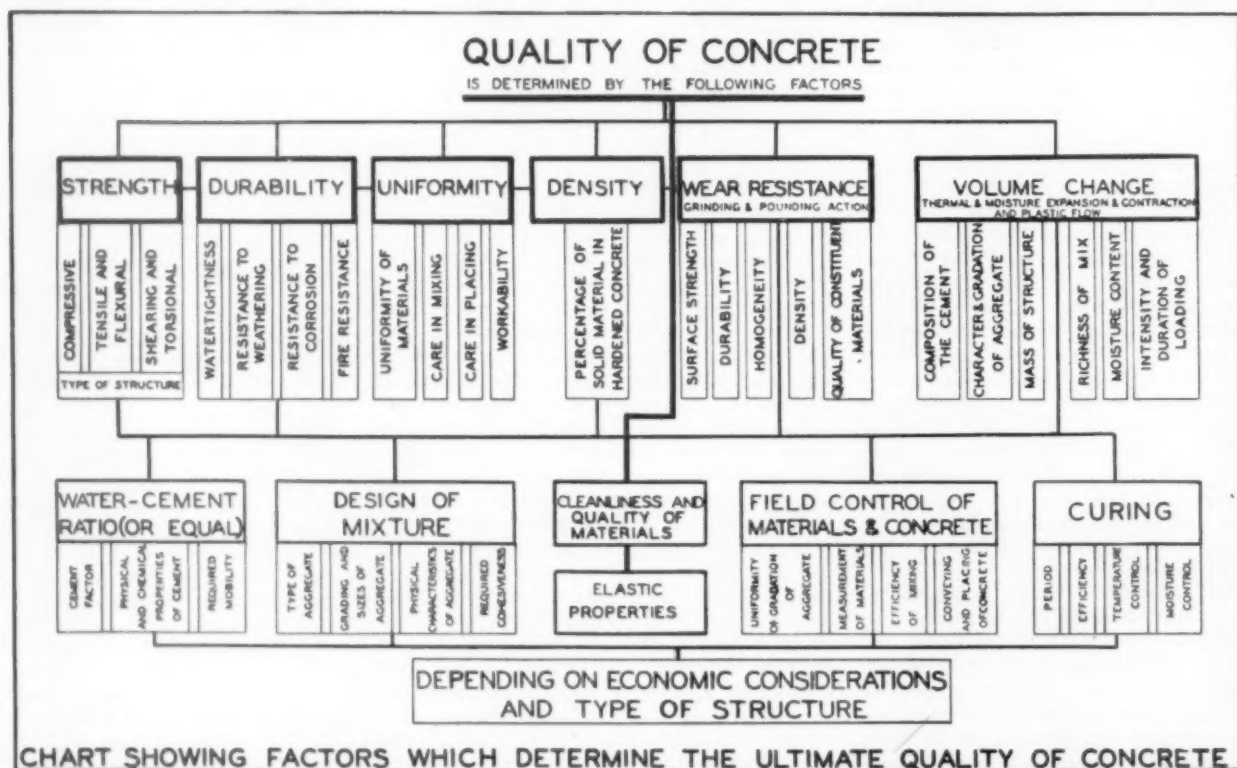 QUALITY OF CONCRETE
IS DETERMINED BY THE FOLLOWING FACTORS
STRENGTH
COMPRESSIVE
TENSILE AND
FLEXURAL
SHEARING AND
TORSIONAL
TYPE OF STRUCTURE
DURABILITY
WATERTIGHTNESS
RESISTANCE TO
WEATHERING
RESISTANCE TO
CORROSION
FIRE RESISTANCE
UNIFORMITY
UNIFORMITY OF
MATERIALS
CARE IN MIXING
CARE IN PLACING
WORKABILITY
DENSITY
PERCENTAGE OF
SOLID MATERIAL IN
HARDENED CONCRETE
WEAR RESISTANCE
GRINDING & POUNDING ACTION
SURFACE STRENGTH
DURABILITY
HOMOGENEITY
DENSITY
QUALITY OF CONSTITUENT
MATERIALS
VOLUME CHANGE
THERMAL & MOISTURE EXPANSION & CONTRACTION
AND PLASTIC FLOW
COMPOSITION OF
THE CEMENT
CHARACTER & GRADATION
OF AGGREGATE
MASS OF STRUCTURE
RICHNESS OF MIX
MOISTURE CONTENT
INTENSITY AND
DURATION OF
LOADING
WATER-CEMENT
RATIO (OR EQUAL)
CEMENT
FACTOR
PHYSICAL
AND CHEMICAL
PROPENTIES
OF CEMENT
REQUIRED
MOBILITY
DESIGN OF
MIXTURE
TYPE OF
AGGREGATE
GRADING AND
SIZES OF
AGGREGATE
PHYSICAL
CHARACTERISTICS
OF AGGREGATE
REQUIRED
COHESIVENESS
CLEANLINESS AND
QUALITY OF
MATERIALS
ELASTIC
PROPERTIES
FIELD CONTROL OF
MATERIALS & CONCRETE
UNIFORMITY
OF GRADATION
OF
AGGREGATE
MEASUREMENT
OF MATERIALS
EFFICIENCY
OF MIXING
CONVEYING
AND PLACING
OF CONCRETE
CURING
PERIOD
EFFICIENCY
TEMPERATURE
CONTROL
MOISTURE
CONTROL
DEPENDING ON ECONOMIC CONSIDERATIONS
AND TYPE OF STRUCTURE
CHART SHOWING FACTORS WHICH DETERMINE THE ULTIMATE QUALITY OF CONCRETE